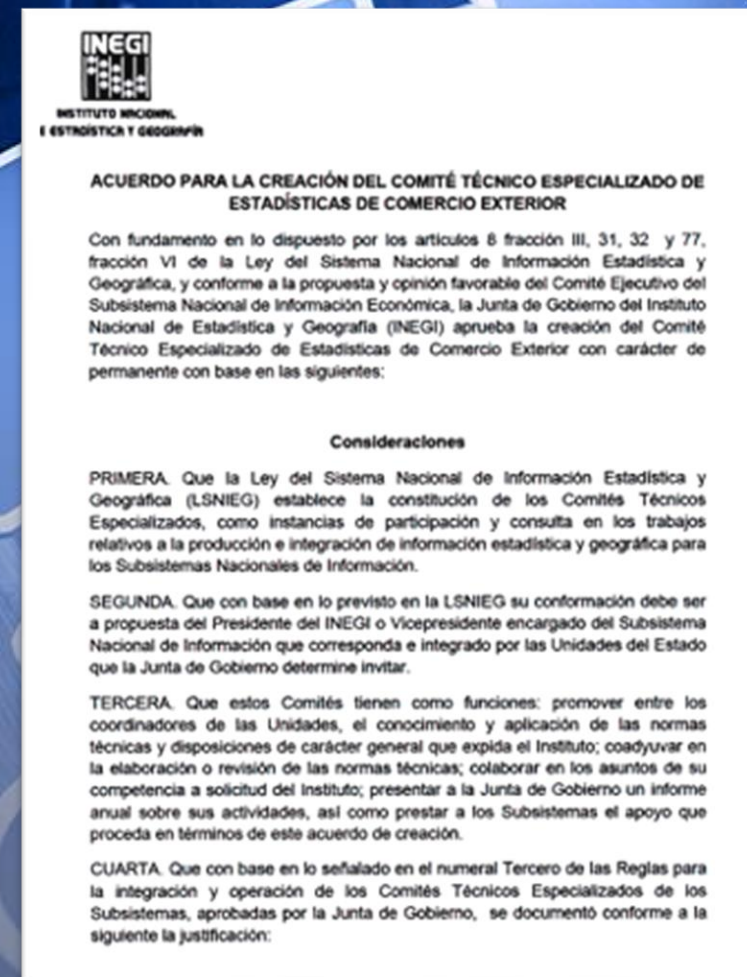 INEGI
INSTITUTO NACIONAL
E ESTADÍSTICA Y GEOGRAFÍA
ACUERDO PARA LA CREACIÓN DEL COMITÉ TÉCNICO ESPECIALIZADO DE
ESTADÍSTICAS DE COMERCIO EXTERIOR
Con fundamento en lo dispuesto por los artículos 8 fracción III, 31, 32 y 77,
fracción VI de la Ley del Sistema Nacional de Información Estadística y
Geográfica, y conforme a la propuesta y opinión favorable del Comité Ejecutivo del
Subsistema Nacional de Información Económica, la Junta de Gobierno del Instituto
Nacional de Estadística y Geografía (INEGI) aprueba la creación del Comité
Técnico Especializado de Estadísticas de Comercio Exterior con carácter de
permanente con base en las siguientes:
Consideraciones
PRIMERA. Que la Ley del Sistema Nacional de Información Estadística y
Geográfica (LSNIEG) establece la constitución de los Comités Técnicos
Especializados, como instancias de participación y consulta en los trabajos
relativos a la producción e integración de información estadística y geográfica para
los Subsistemas Nacionales de Información.
SEGUNDA. Que con base en lo previsto en la LSNIEG su conformación debe ser
a propuesta del Presidente del INEGI o Vicepresidente encargado del Subsistema
Nacional de Información que corresponda e integrado por las Unidades del Estado
que la Junta de Gobierno determine invitar.
TERCERA. Que estos Comités tienen como funciones: promover entre los
coordinadores de las Unidades, el conocimiento y aplicación de las normas
técnicas y disposiciones de carácter general que expida el Instituto; coadyuvar en
la elaboración o revisión de las normas técnicas; colaborar en los asuntos de su
competencia a solicitud del Instituto; presentar a la Junta de Gobierno un informe
anual sobre sus actividades, así como prestar a los Subsistemas el apoyo que
proceda en términos de este acuerdo de creación.
CUARTA. Que con base en lo señalado en el numeral Tercero de las Reglas para
la integración y operación de los Comités Técnicos Especializados de los
Subsistemas, aprobadas por la Junta de Gobierno, se documentó conforme a la
siguiente la justificación: